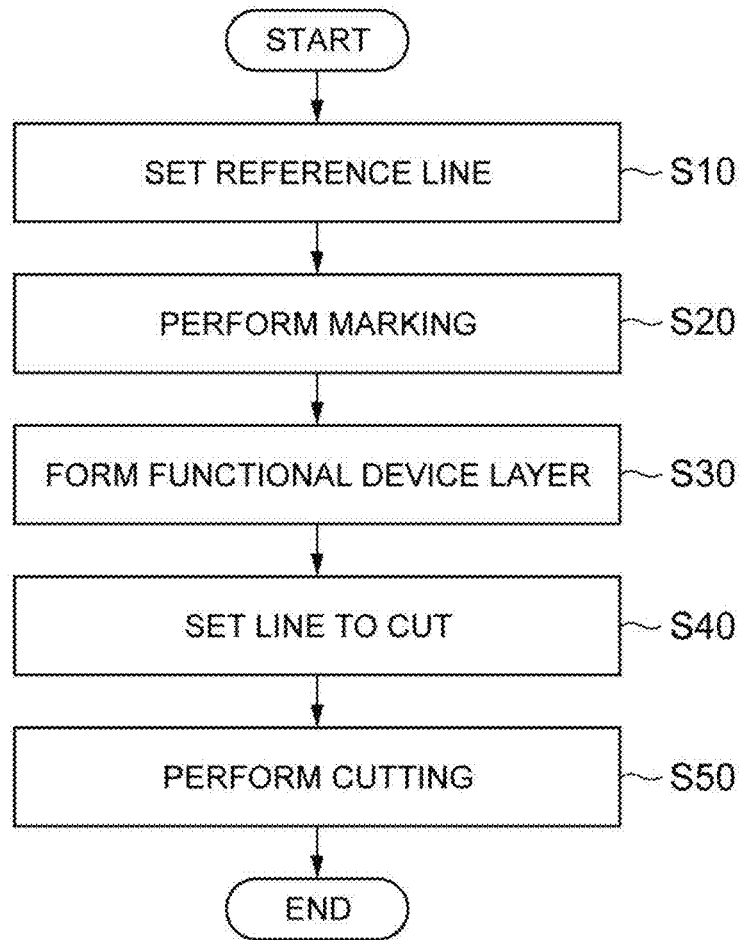 START
SET REFERENCE LINE S10
PERFORM MARKING S20
FORM FUNCTIONAL DEVICE LAYER S30
SET LINE TO CUT S40
PERFORM CUTTING S50
END